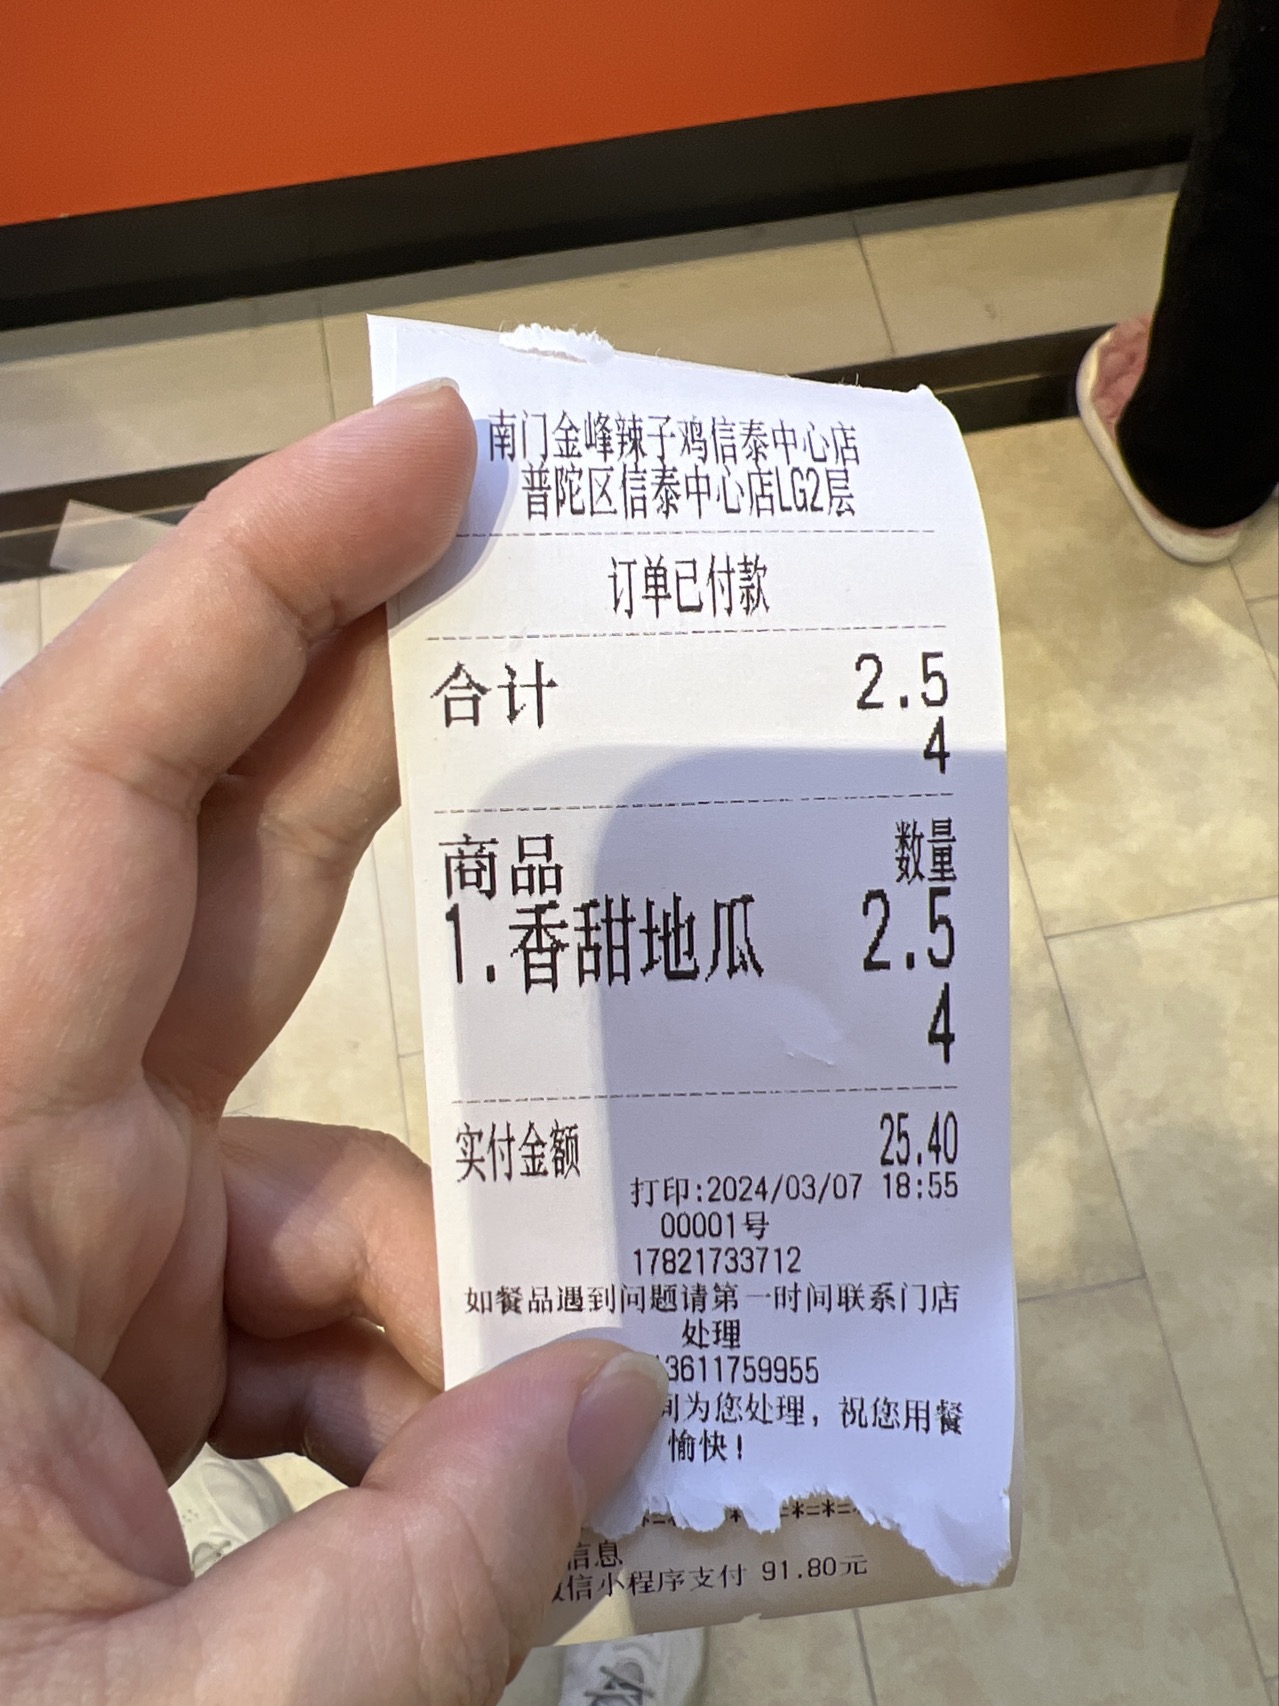 南门金峰辣子鸡信泰中心店
普陀区信泰中心店LG2层
订单已付款
合计 2.5
4
商品 数量
1.香甜地瓜 2.5
4
实付金额 25.40
打印:2024/03/07 18:55
00001号
17821733712
如餐品遇到问题请第一时间联系门店
处理
13611759955
间为您处理，祝您用餐
愉快!
*=*=*
信息
微信小程序支付 91.80元